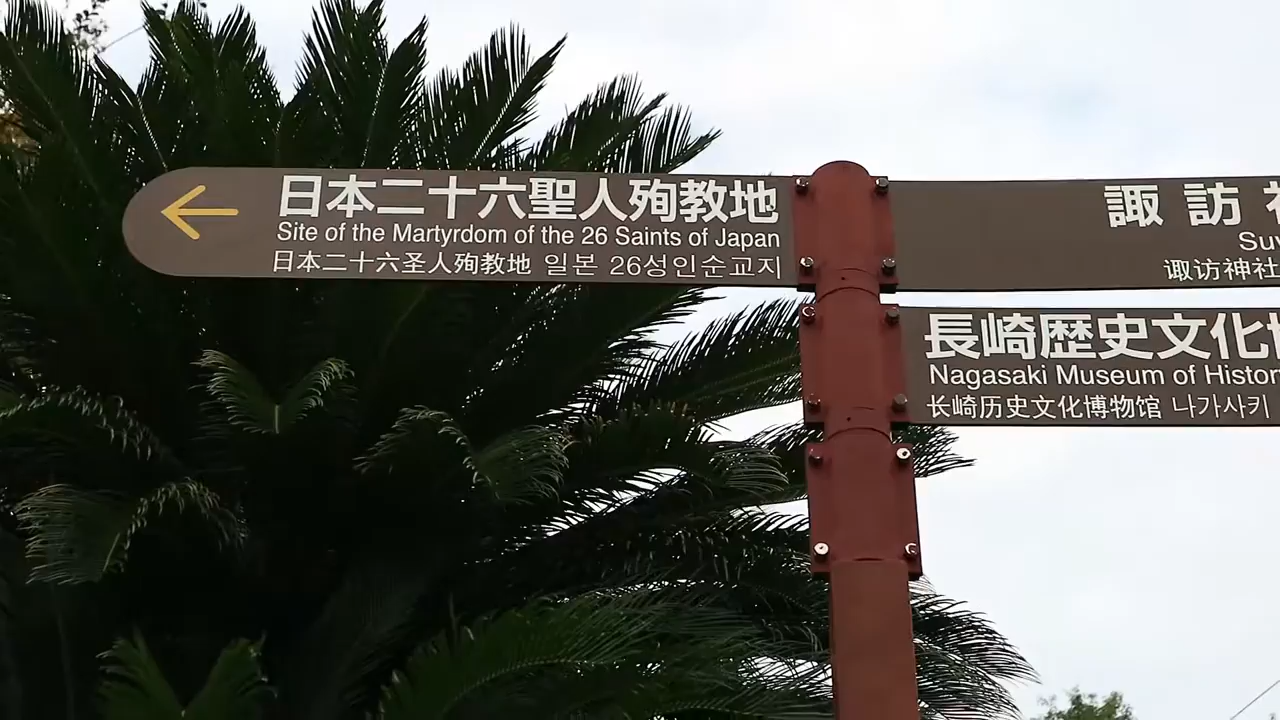 日本二十六聖人殉教地
Site of the Martyrdom of the 26 Saints of Japan
日本二十六圣人殉教地 일본 26성인순교지
諏訪
诹访神社
長崎歴史文化
Nagasaki Museum of
长崎历史文化博物馆 나가사키